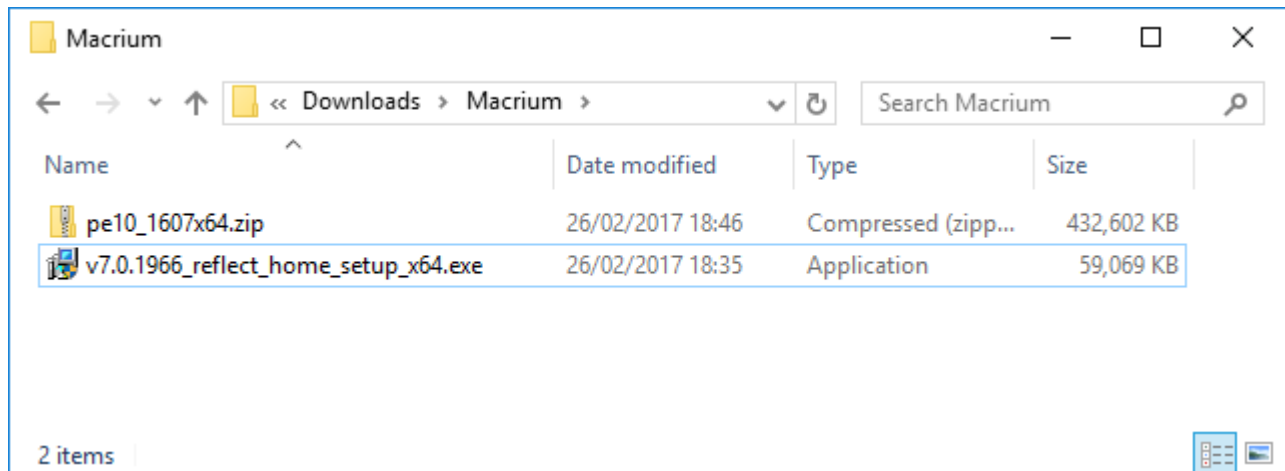 Macrium
« Downloads > Macrium >
Search Macrium
Name Date modified Type Size
pe10_1607x64.zip 26/02/2017 18:46 Compressed (zipp... 432,602 KB
v7.0.1966_reflect_home_setup_x64.exe 26/02/2017 18:35 Application 59,069 KB
2 items